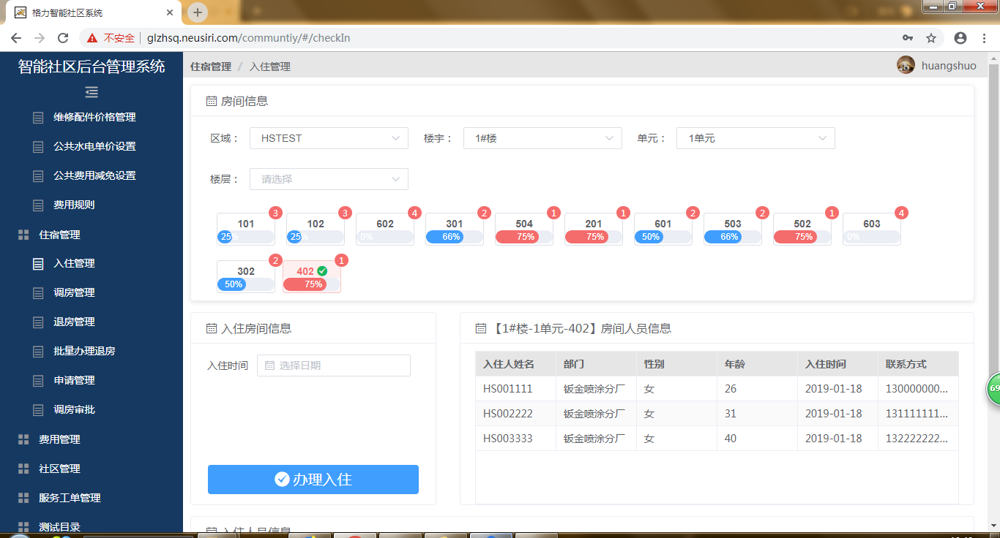 格力智能社区系统
不安全 glzhsq.neusiri.com/communtiy/#/checkIn
智能社区后台管理系统
维修配件价格管理
公共水电单价设置
公共费用减免设置
费用规则
住宿管理
入住管理
调房管理
退房管理
批量办理退房
申请管理
调房审批
费用管理
社区管理
服务工单管理
测试目录
住宿管理 / 入住管理 huangshuo
房间信息
区域： HSTEST 楼宇： 1#楼 单元： 1单元
楼层： 请选择
3 3 4 2 1 1 2 2 1 4
101 102 602 301 504 201 601 503 502 603
25% 25% 0% 66% 75% 75% 50% 66% 75% 0%
2 1
302 402
50% 75%
入住房间信息
入住时间 选择日期
办理入住
【1#楼-1单元-402】房间人员信息
入住人姓名 部门 性别 年龄 入住时间 联系方式
HS001111 钣金喷涂分厂 女 26 2019-01-18 130000000...
HS002222 钣金喷涂分厂 女 31 2019-01-18 131111111...
HS003333 钣金喷涂分厂 女 40 2019-01-18 132222222...
入住人员信息
69